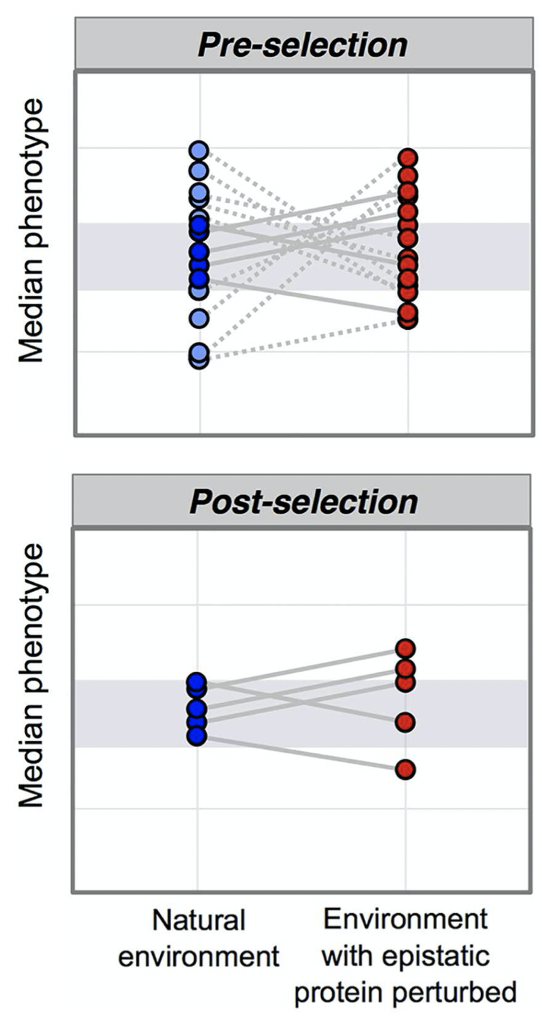 Pre-selection
Median phenotype
Post-selection
Median phenotype
Natural
environment
Environment
with epistatic
protein perturbed